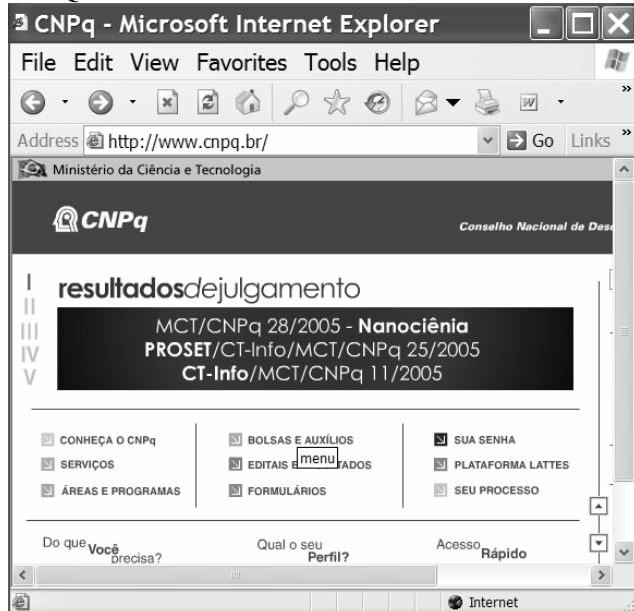 CNPq - Microsoft Internet Explorer
File Edit View Favorites Tools Help
Address http://www.cnpq.br/ Go Links »
Ministério da Ciência e Tecnologia
CNPq
Conselho Nacional de Des
I resultadosdejulgamento
II
III
IV
V
MCT/CNPq 28/2005 - Nanociênia
PROSET/CT-Info/MCT/CNPq 25/2005
CT-Info/MCT/CNPq 11/2005
CONHEÇA O CNPq BOLSAS E AUXÍLIOS SUA SENHA
SERVIÇOS EDITAIS E menu TADOS PLATAFORMA LATTES
ÁREAS E PROGRAMAS FORMULÁRIOS SEU PROCESSO
Do que Você precisa? Qual o seu Perfil? Acesso Rápido
Internet